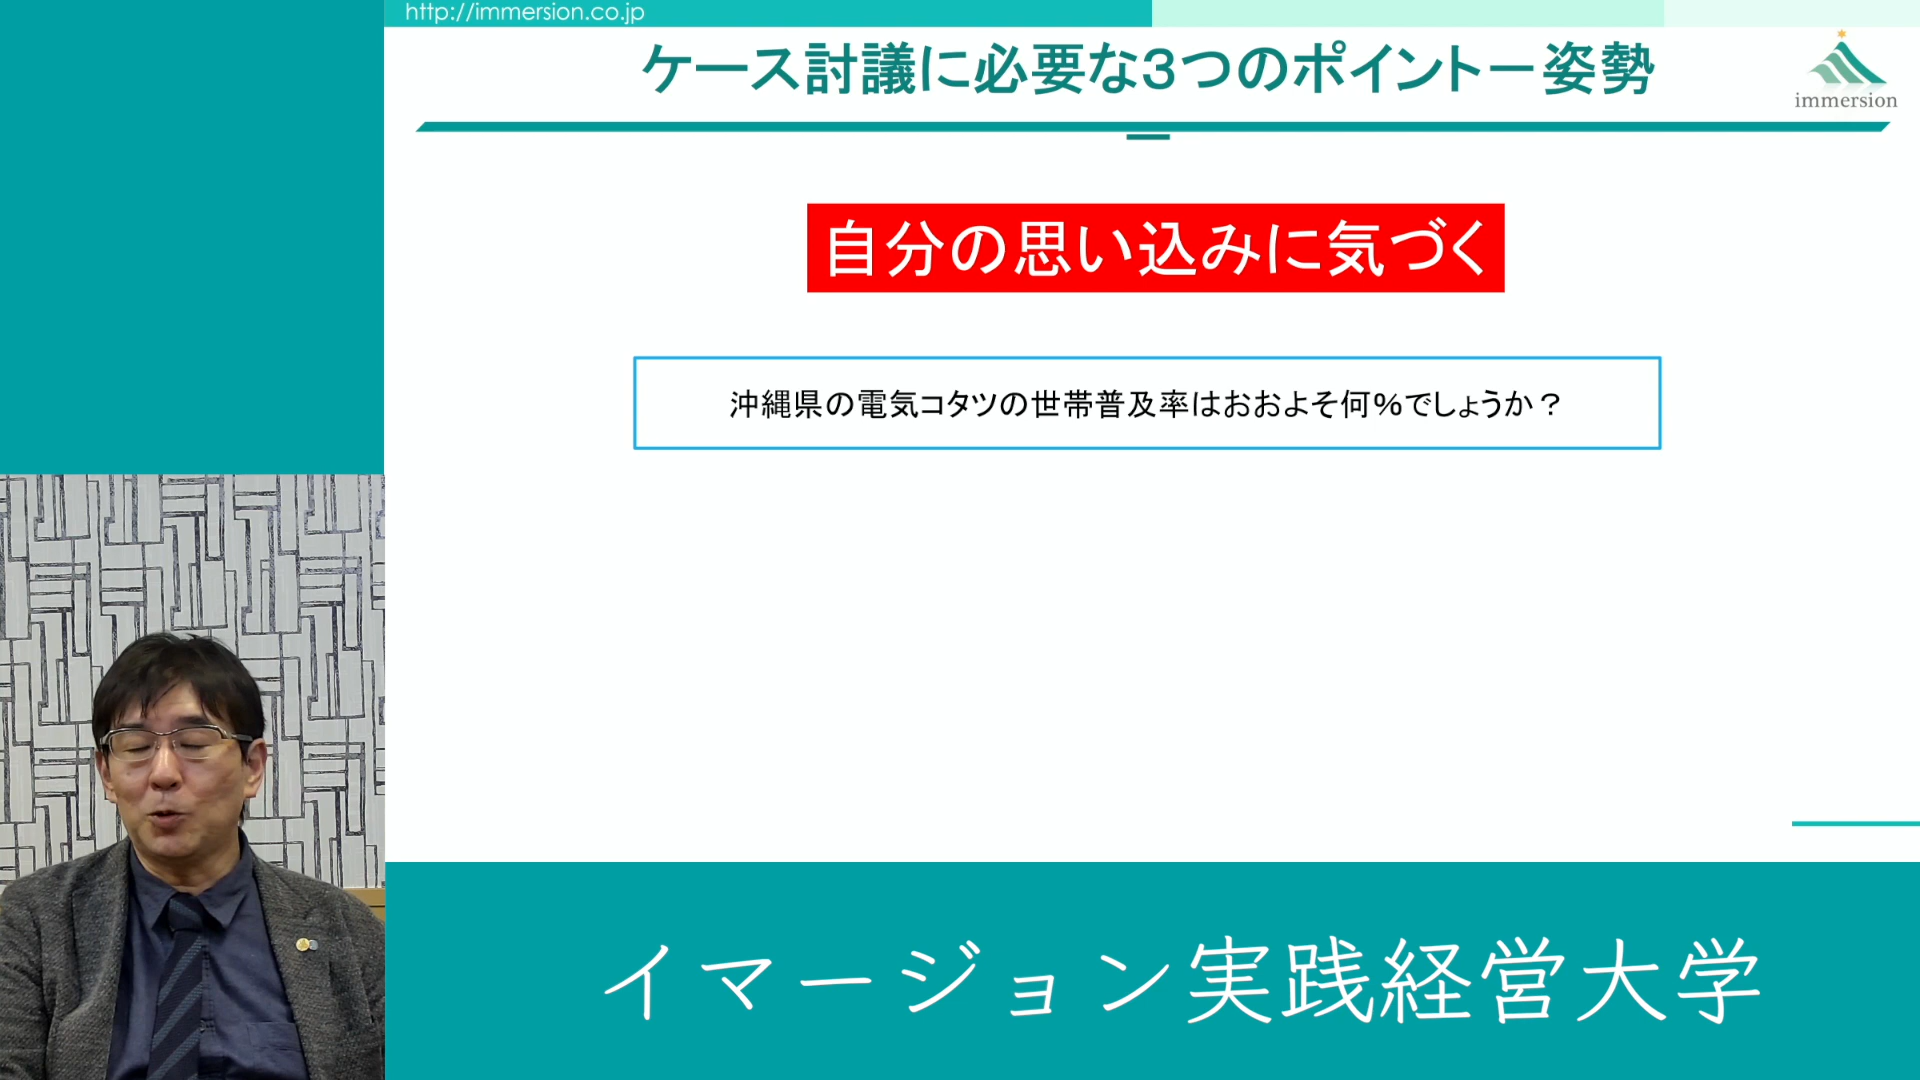 http://immersion.co.jp
ケース討議に必要な3つのポイントー姿勢
immersion
自分の思い込みに気づく
沖縄県の電気コタツの世帯普及率はおおよそ何%でしょうか？
イマージョン実践経営大学